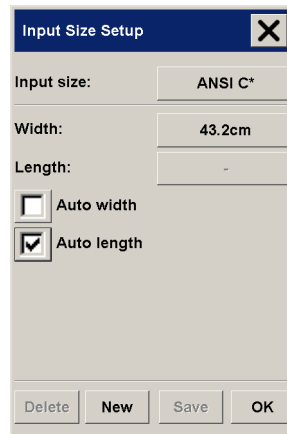 Input Size Setup
Input size: ANSI C*
Width: 43.2cm
Length: -
Auto width
Auto length
Delete New Save OK